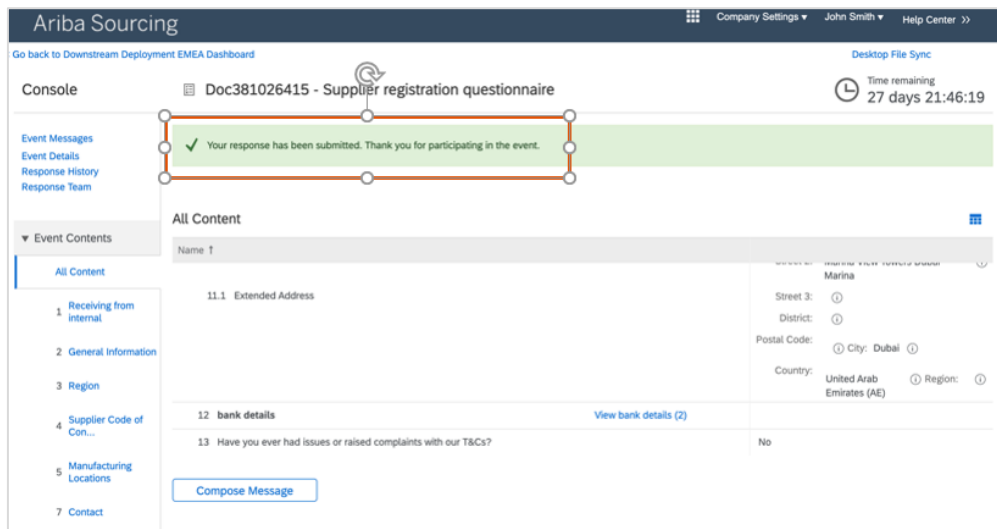 Ariba Sourcing
Company Settings ▾ John Smith ▾ Help Center >>
Go back to Downstream Deployment EMEA Dashboard
Desktop File Sync
Console
Doc381026415 - Supplier registration questionnaire
Time remaining
27 days 21:46:19
Event Messages
Event Details
Response History
Response Team
✓ Your response has been submitted. Thank you for participating in the event.
▼ Event Contents
All Content
1 Receiving from
internal
2 General Information
3 Region
4 Supplier Code of
Con...
5 Manufacturing
Locations
7 Contact
All Content
Name ↑
Marina
11.1 Extended Address
Street 3:
District:
Postal Code:
City: Dubai
Country:
United Arab
Emirates (AE)
Region:
12 bank details
View bank details (2)
13 Have you ever had issues or raised complaints with our T&Cs?
No
Compose Message